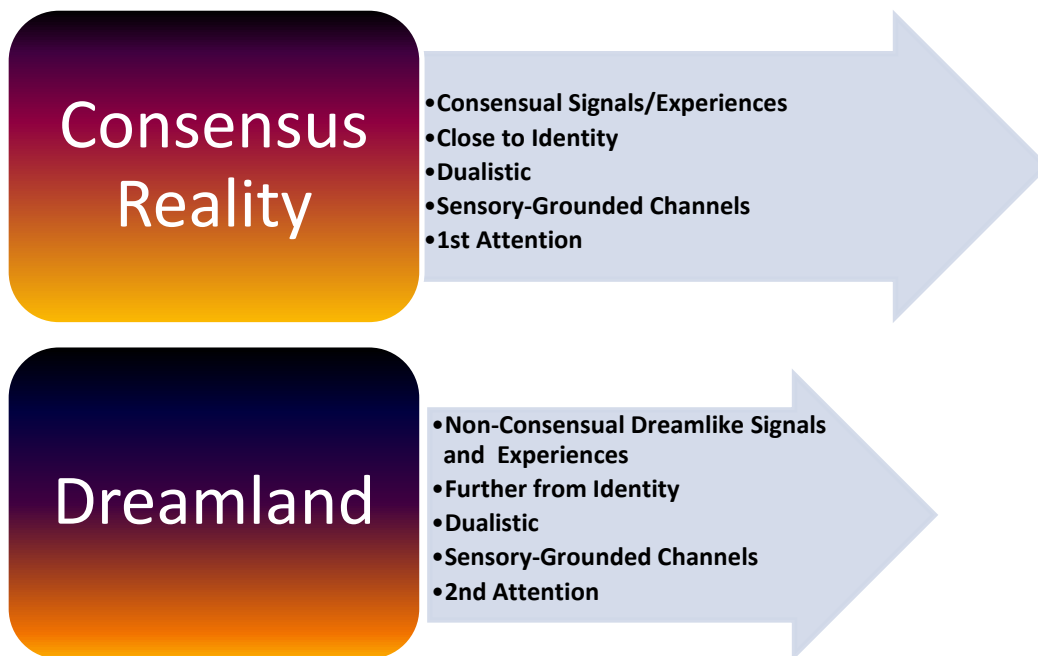 Consensus
Reality
•Consensual Signals/Experiences
•Close to Identity
•Dualistic
•Sensory-Grounded Channels
•1st Attention
Dreamland
•Non-Consensual Dreamlike Signals
and Experiences
•Further from Identity
•Dualistic
•Sensory-Grounded Channels
•2nd Attention